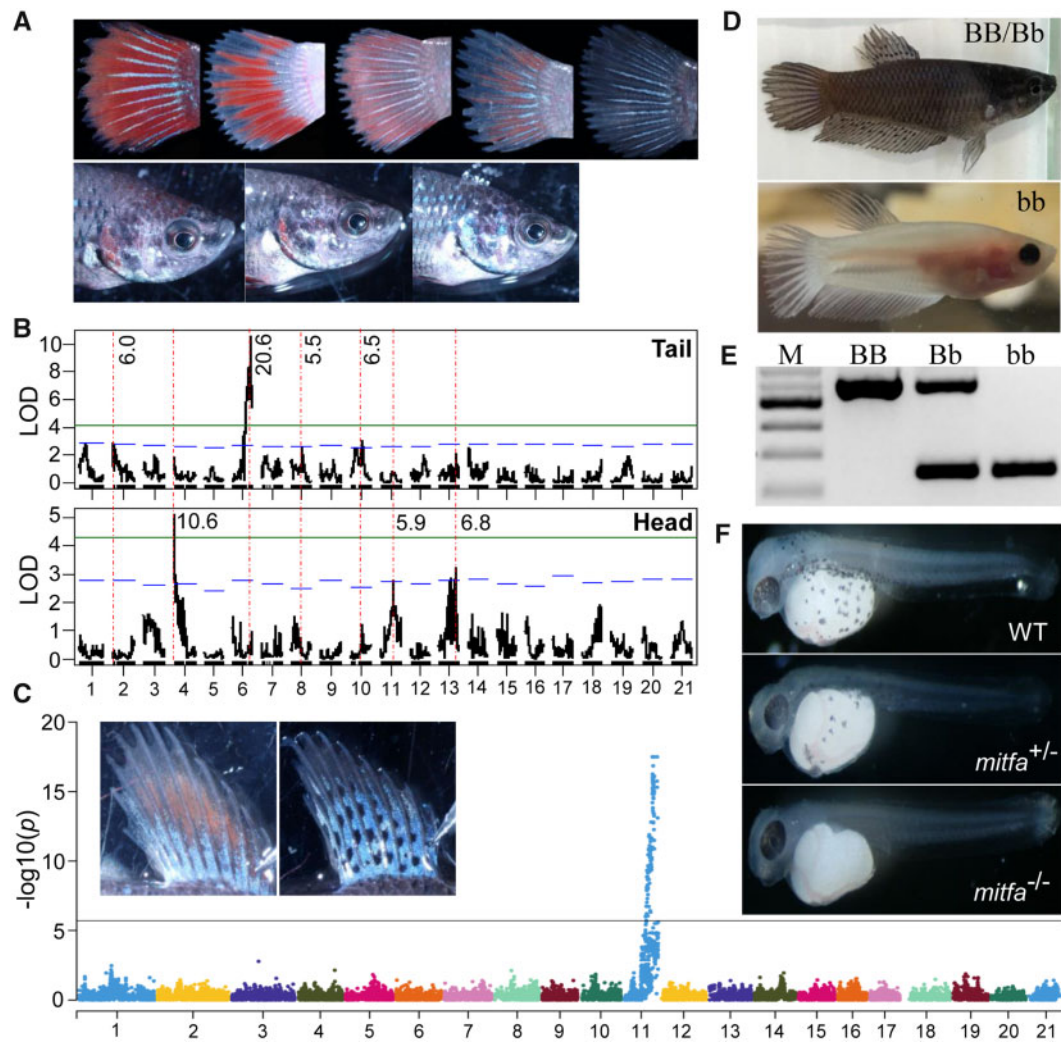 A
B
10
8
6
4
2
0
LOD
6.0
20.6
5.5
6.5
Tail
1 2 3 4 5 6 7 8 9 10 11 12 13 14 15 16 17 18 19 20 21
5
4
3
2
1
0
LOD
10.6
5.9
6.8
Head
1 2 3 4 5 6 7 8 9 10 11 13 14 15 16 17 18 19 20 21
C
20
15
10
5
0
-log10(p)
1 2 3 4 5 6 7 8 9 10 11 12 13 14 15 16 17 18 19 20 21
D
BB/Bb
bb
E
M BB Bb bb
F
WT
mitfa+/-
mitfa-/-